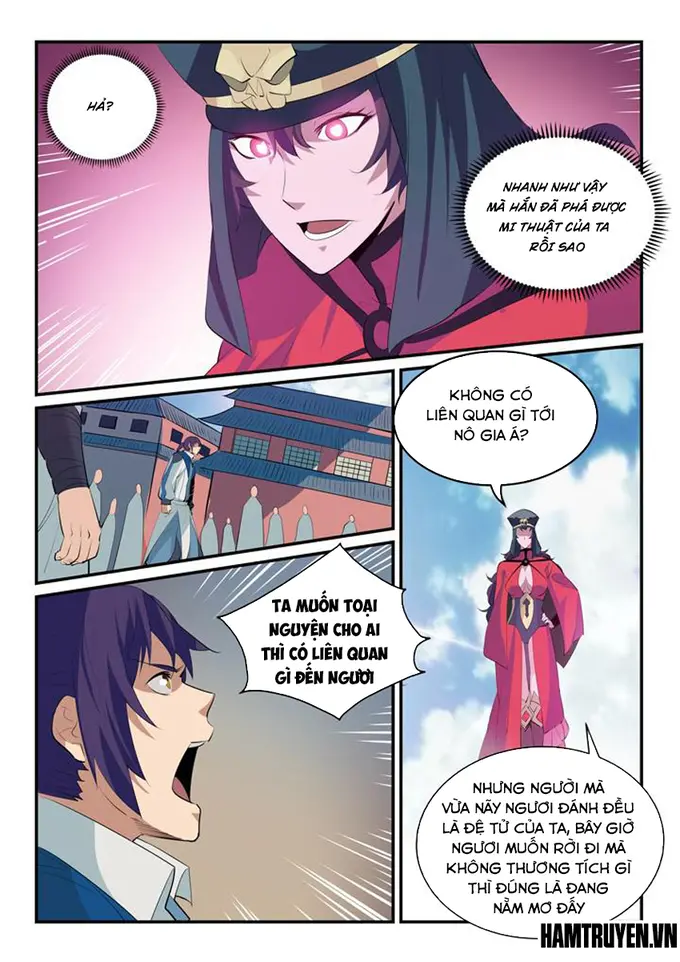 HẢ?
NHANH NHƯ VẬY
MÀ HẮN ĐÃ PHÁ ĐƯỢC
MI THUẬT CỦA TA
RỒI SAO
KHÔNG CÓ
LIÊN QUAN GÌ TỚI
NÔ GIA Á?
TA MUỐN TOẠI
NGUYỆN CHO AI
THÌ CÓ LIÊN QUAN
GÌ ĐẾN NGƯƠI
NHƯNG NGƯỜI MÀ
VỪA NÃY NGƯƠI ĐÁNH ĐỀU
LÀ ĐỆ TỬ CỦA TA, BÂY GIỜ
NGƯƠI MUỐN RỜI ĐI MÀ
KHÔNG THƯƠNG TÍCH GÌ
THÌ ĐÚNG LÀ ĐANG
NẰM MƠ ĐẤY
HAMTRUYEN.VN